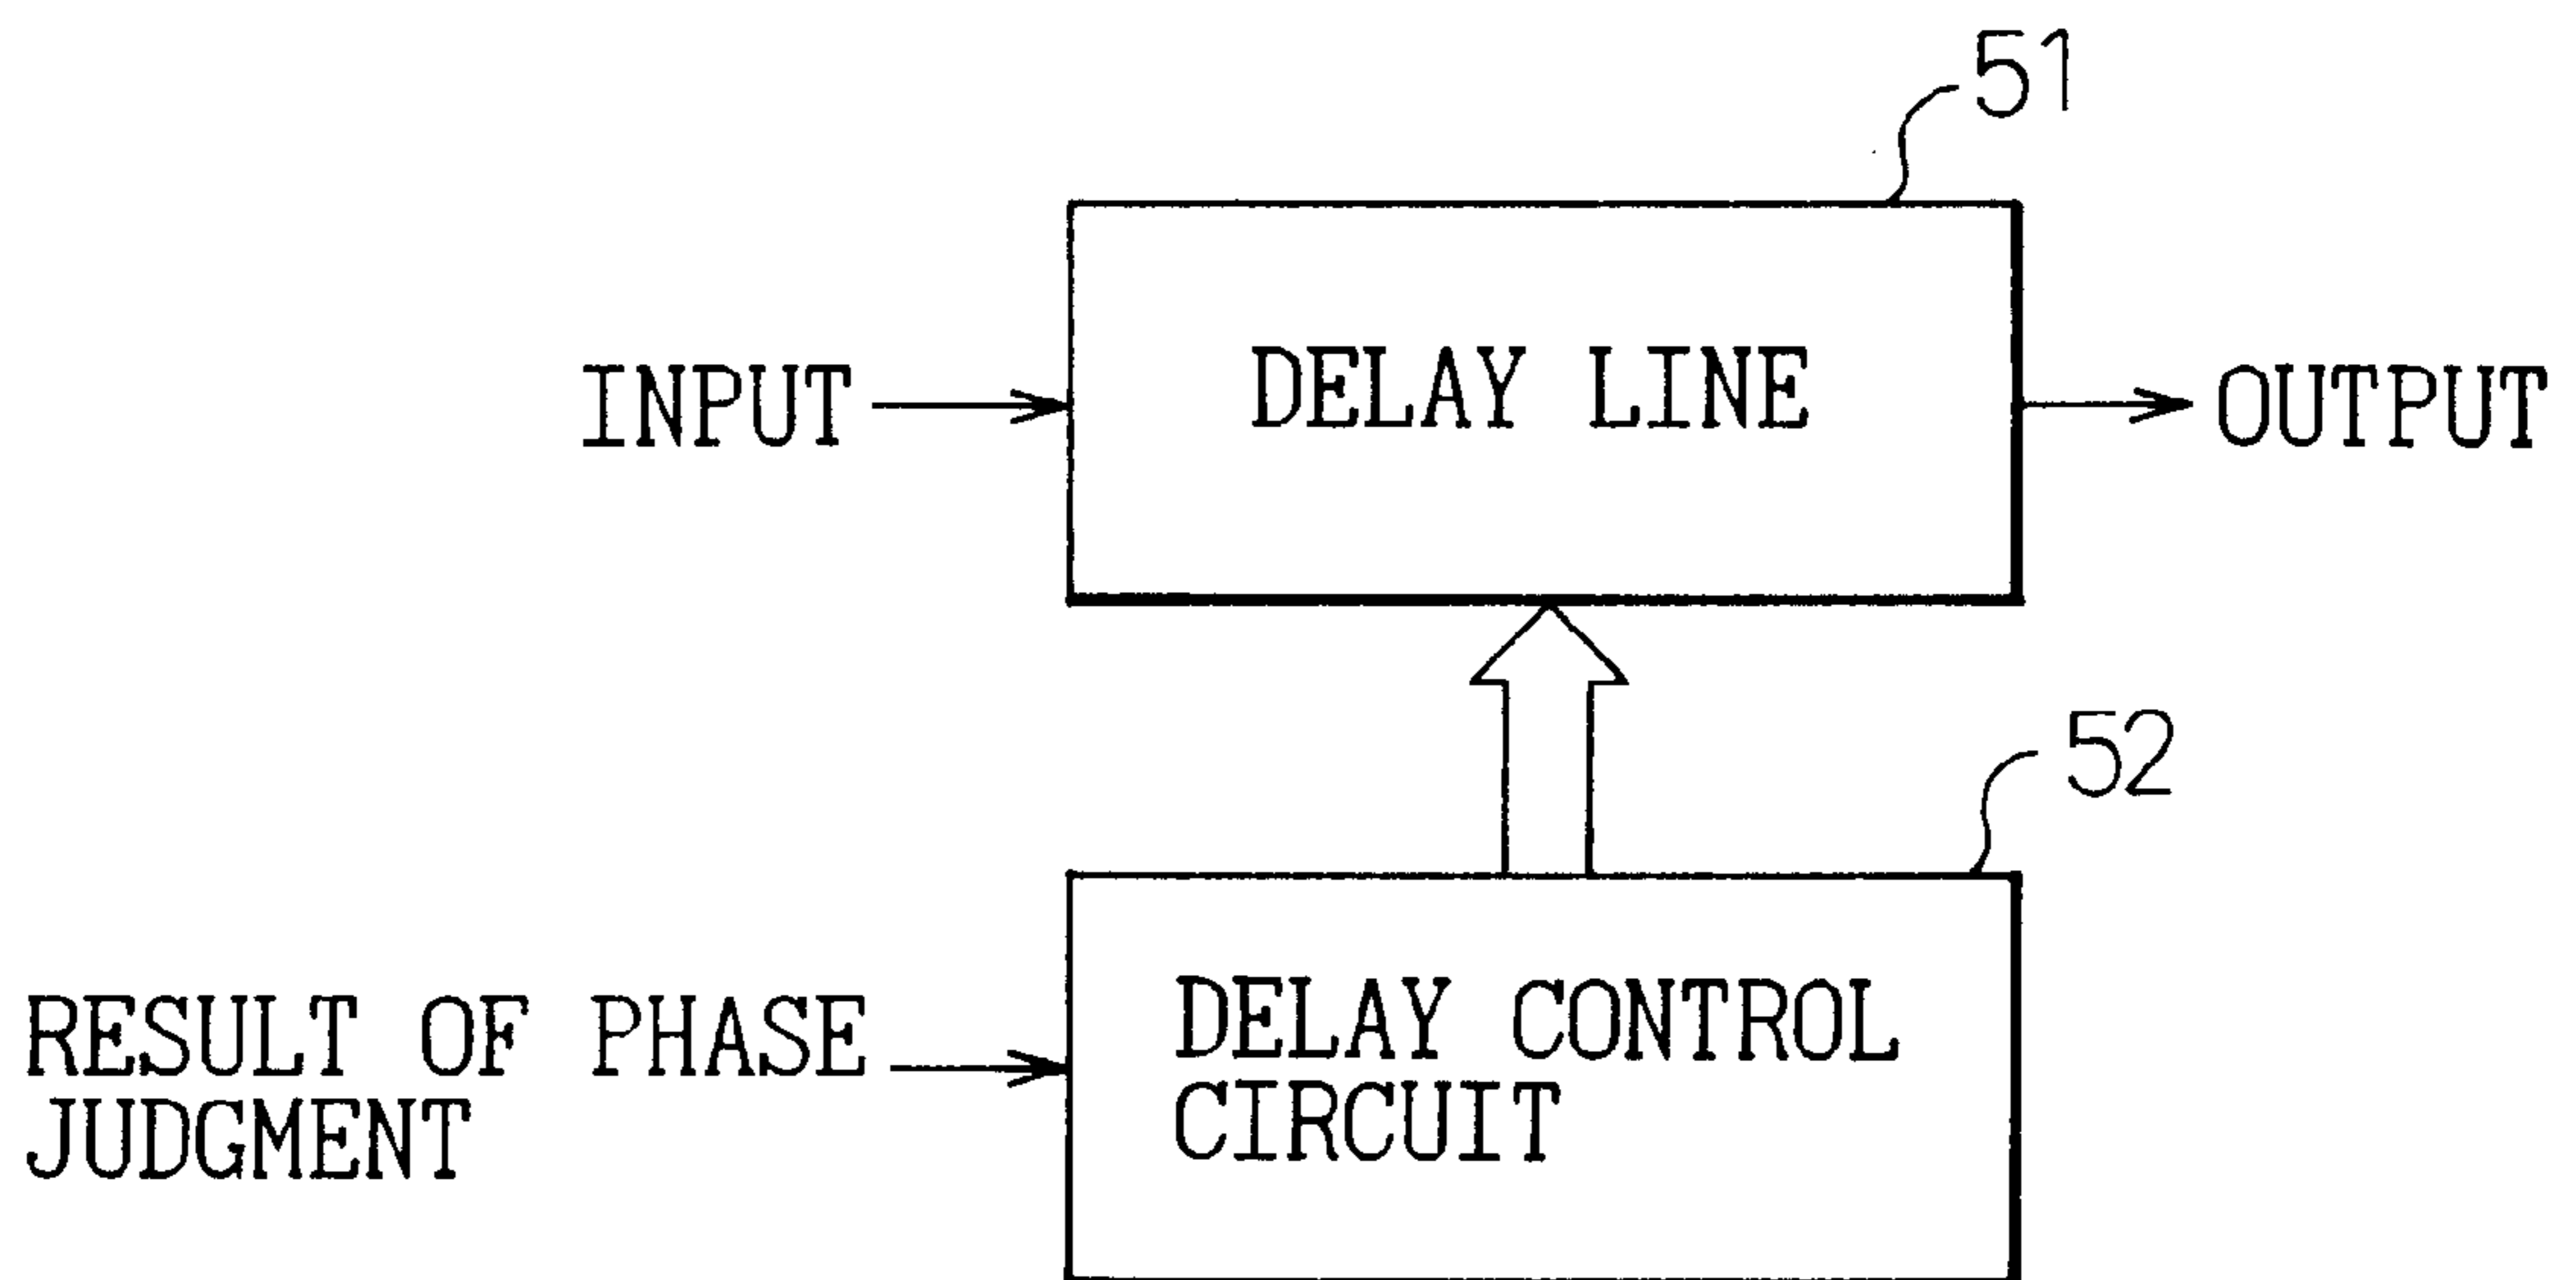 51
DELAY LINE
INPUT
OUTPUT
52
DELAY CONTROL
CIRCUIT
RESULT OF PHASE
JUDGMENT